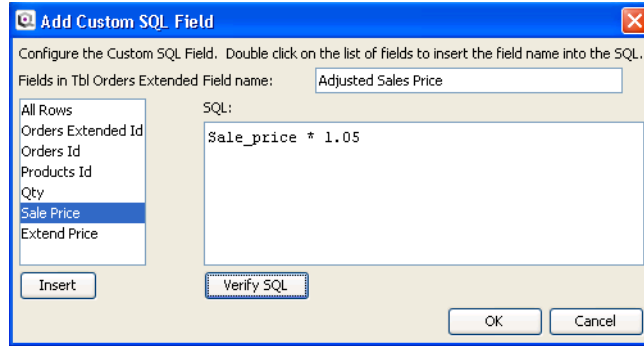 Add Custom SQL Field
Configure the Custom SQL Field. Double click on the list of fields to insert the field name into the SQL.
Fields in Tbl Orders Extended Field name: Adjusted Sales Price
All Rows
Orders Extended Id
Orders Id
Products Id
Qty
Sale Price
Extend Price
SQL:
Sale_price * 1.05
Insert
Verify SQL
OK
Cancel